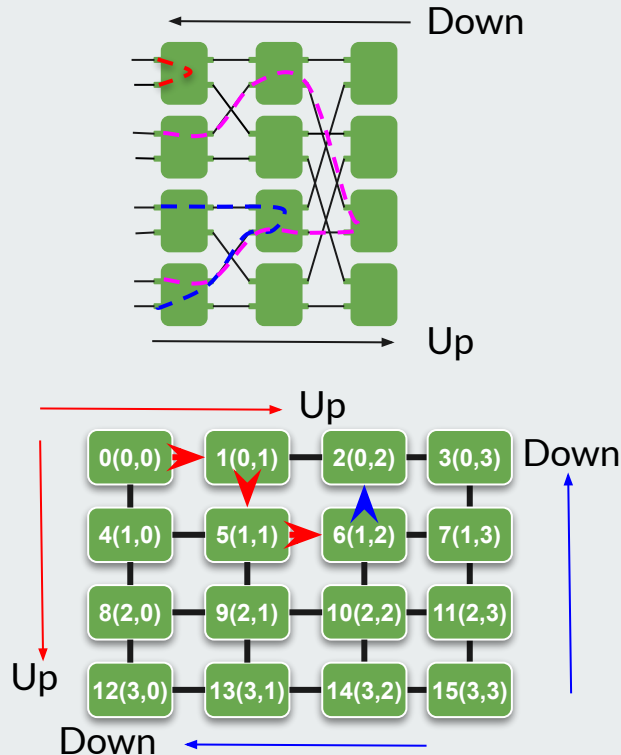 Down
Up
Up
0(0,0) 1(0,1) 2(0,2) 3(0,3) Down
4(1,0) 5(1,1) 6(1,2) 7(1,3)
8(2,0) 9(2,1) 10(2,2) 11(2,3)
Up 12(3,0) 13(3,1) 14(3,2) 15(3,3)
Down